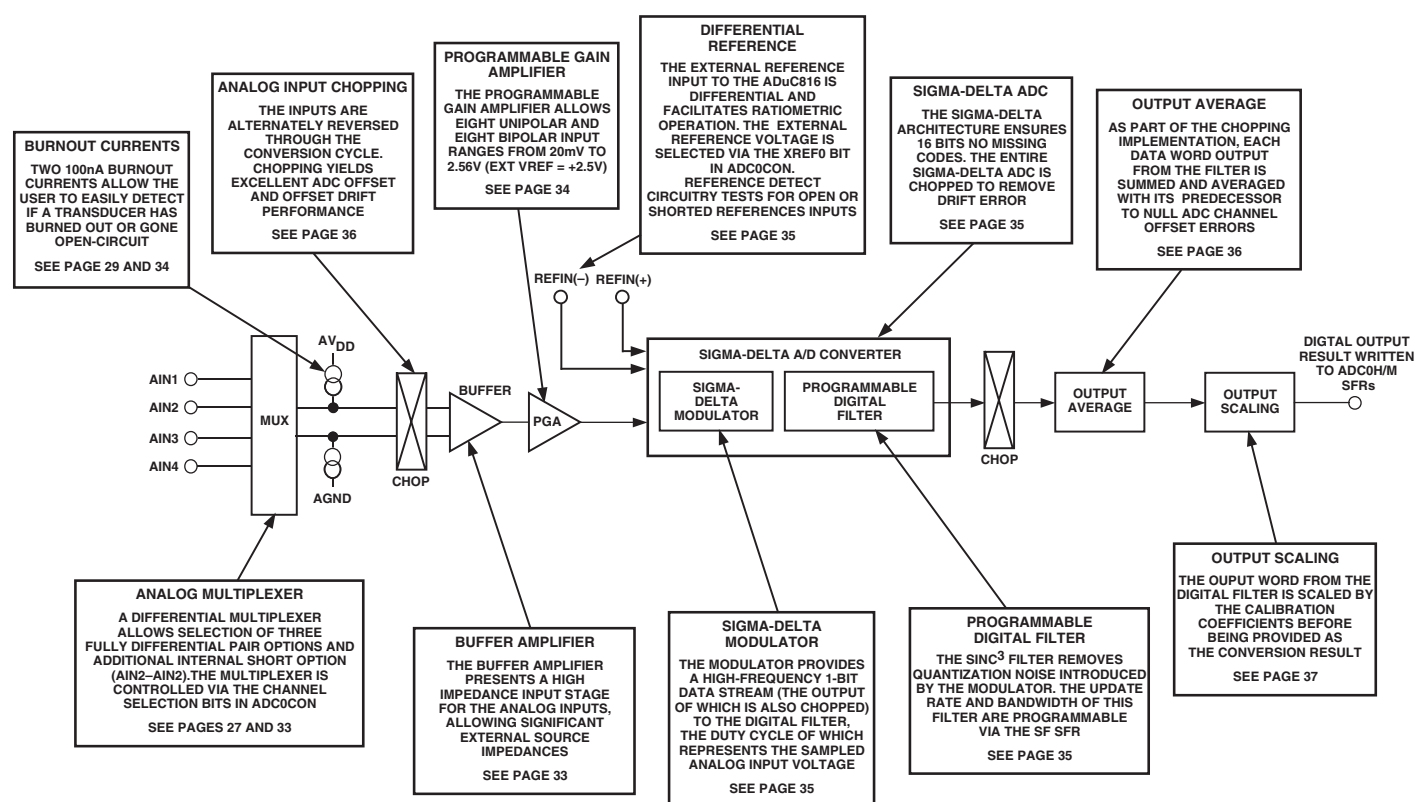 BURNOUT CURRENTS
TWO 100nA BURNOUT
CURRENTS ALLOW THE
USER TO EASILY DETECT
IF A TRANSDUCER HAS
BURNED OUT OR GONE
OPEN-CIRCUIT
SEE PAGE 29 AND 34
ANALOG INPUT CHOPPING
THE INPUTS ARE
ALTERNATELY REVERSED
THROUGH THE
CONVERSION CYCLE.
CHOPPING YIELDS
EXCELLENT ADC OFFSET
AND OFFSET DRIFT
PERFORMANCE
SEE PAGE 36
PROGRAMMABLE GAIN
AMPLIFIER
THE PROGRAMMABLE
GAIN AMPLIFIER ALLOWS
EIGHT UNIPOLAR AND
EIGHT BIPOLAR INPUT
RANGES FROM 20mV TO
2.56V (EXT VREF = +2.5V)
SEE PAGE 34
DIFFERENTIAL
REFERENCE
THE EXTERNAL REFERENCE
INPUT TO THE ADuC816 IS
DIFFERENTIAL AND
FACILITATES RATIOMETRIC
OPERATION. THE EXTERNAL
REFERENCE VOLTAGE IS
SELECTED VIA THE XREF0 BIT
IN ADC0CON.
REFERENCE DETECT
CIRCUITRY TESTS FOR OPEN OR
SHORTED REFERENCES INPUTS
SEE PAGE 35
SIGMA-DELTA ADC
THE SIGMA-DELTA
ARCHITECTURE ENSURES
16 BITS NO MISSING
CODES. THE ENTIRE
SIGMA-DELTA ADC IS
CHOPPED TO REMOVE
DRIFT ERROR
SEE PAGE 35
OUTPUT AVERAGE
AS PART OF THE CHOPPING
IMPLEMENTATION, EACH
DATA WORD OUTPUT
FROM THE FILTER IS
SUMMED AND AVERAGED
WITH ITS PREDECESSOR
TO NULL ADC CHANNEL
OFFSET ERRORS
SEE PAGE 36
REFIN(–) REFIN(+)
AIN1
AIN2
AIN3
AIN4
MUX
AVDD
AGND
CHOP
BUFFER
PGA
SIGMA-DELTA A/D CONVERTER
SIGMA-
DELTA
MODULATOR
PROGRAMMABLE
DIGITAL
FILTER
CHOP
OUTPUT
AVERAGE
OUTPUT
SCALING
DIGTAL OUTPUT
RESULT WRITTEN
TO ADC0H/M
SFRs
ANALOG MULTIPLEXER
A DIFFERENTIAL MULTIPLEXER
ALLOWS SELECTION OF THREE
FULLY DIFFERENTIAL PAIR OPTIONS AND
ADDITIONAL INTERNAL SHORT OPTION
(AIN2–AIN2).THE MULTIPLEXER IS
CONTROLLED VIA THE CHANNEL
SELECTION BITS IN ADC0CON
SEE PAGES 27 AND 33
BUFFER AMPLIFIER
THE BUFFER AMPLIFIER
PRESENTS A HIGH
IMPEDANCE INPUT STAGE
FOR THE ANALOG INPUTS,
ALLOWING SIGNIFICANT
EXTERNAL SOURCE
IMPEDANCES
SEE PAGE 33
SIGMA-DELTA
MODULATOR
THE MODULATOR PROVIDES
A HIGH-FREQUENCY 1-BIT
DATA STREAM (THE OUTPUT
OF WHICH IS ALSO CHOPPED)
TO THE DIGITAL FILTER,
THE DUTY CYCLE OF WHICH
REPRESENTS THE SAMPLED
ANALOG INPUT VOLTAGE
SEE PAGE 35
PROGRAMMABLE
DIGITAL FILTER
THE SINC3 FILTER REMOVES
QUANTIZATION NOISE INTRODUCED
BY THE MODULATOR. THE UPDATE
RATE AND BANDWIDTH OF THIS
FILTER ARE PROGRAMMABLE
VIA THE SF SFR
SEE PAGE 35
OUTPUT SCALING
THE OUPUT WORD FROM THE
DIGITAL FILTER IS SCALED BY
THE CALIBRATION
COEFFICIENTS BEFORE
BEING PROVIDED AS
THE CONVERSION RESULT
SEE PAGE 37